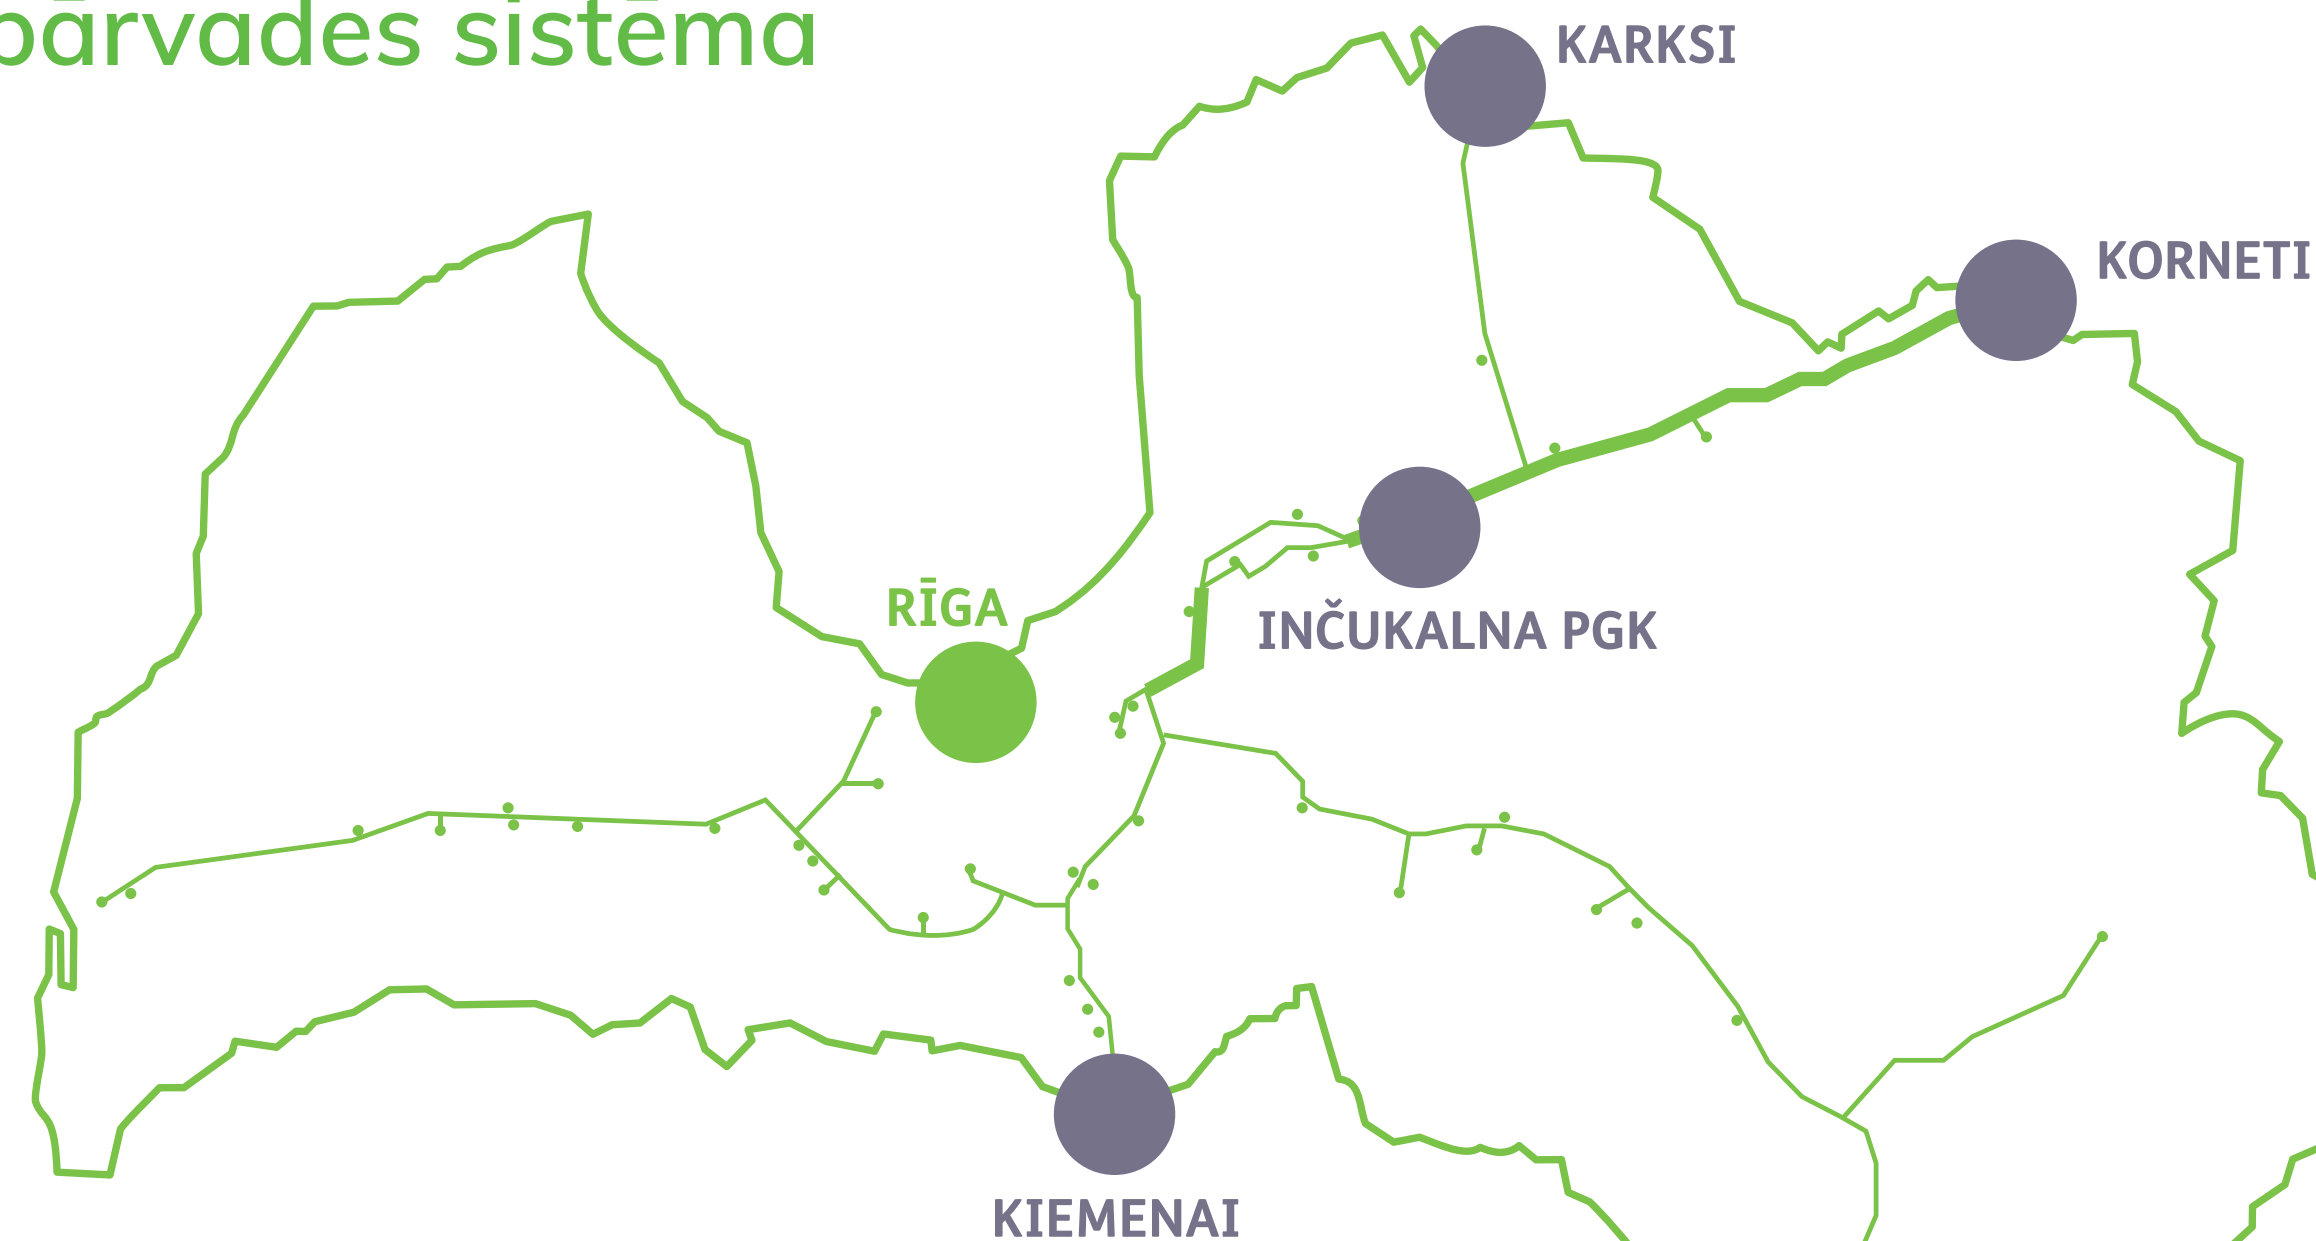 pārvades sistēma
KARKSI
KORNETI
RĪGA
INČUKALNA PGK
KIEMENAI